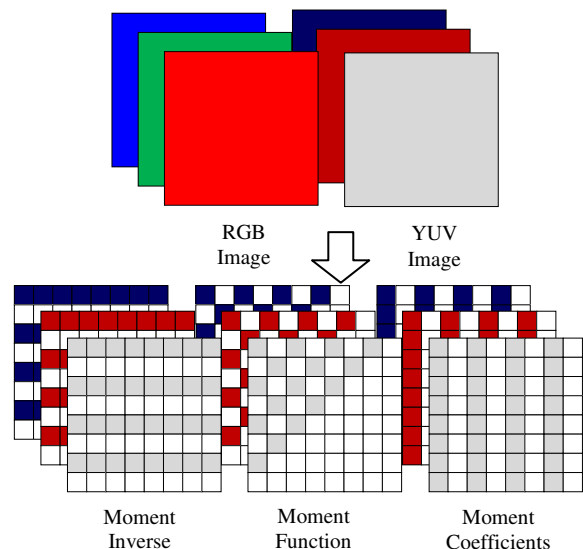 RGB
Image
YUV
Image
Moment
Inverse
Moment
Function
Moment
Coefficients